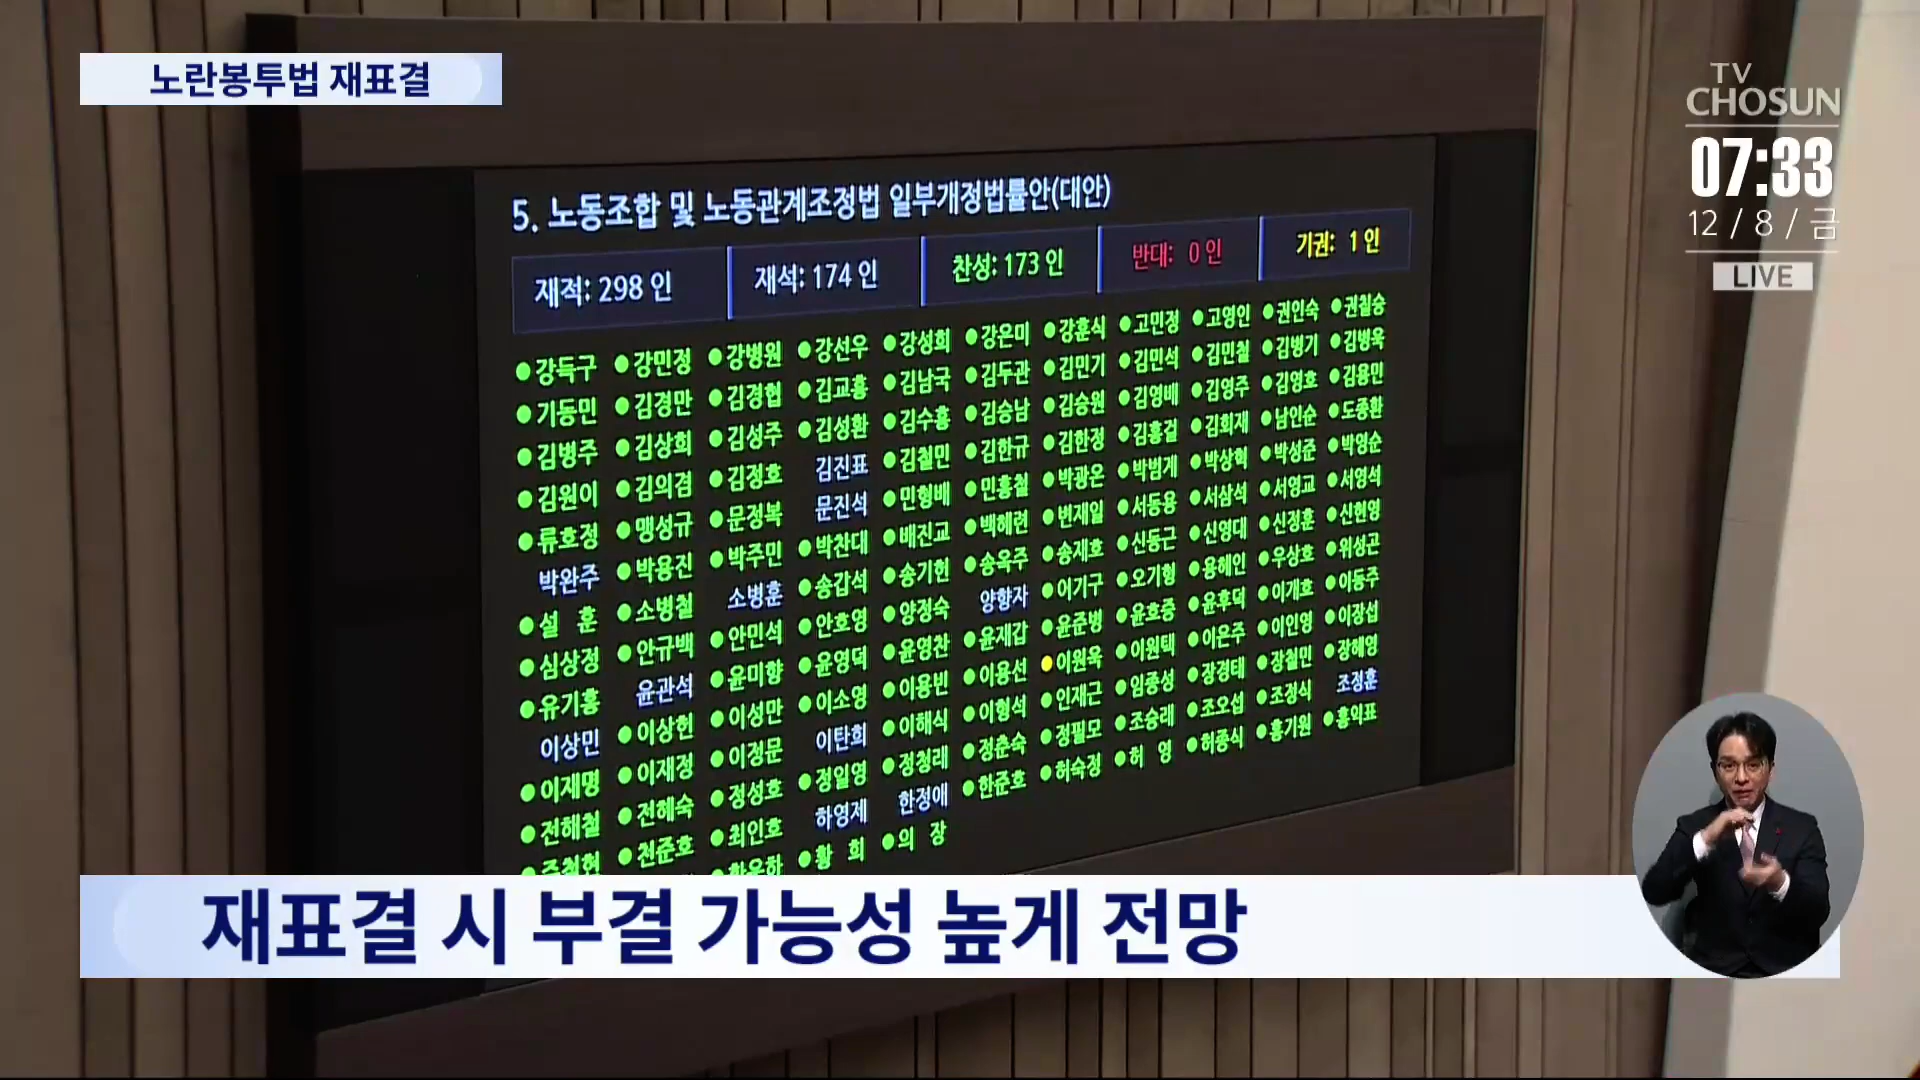 노란봉투법 재표결
TV
CHOSUN
07:33
12 / 8 / 금
LIVE
5. 노동조합 및 노동관계조정법 일부개정법률안(대안)
재적: 298 인 재석: 174 인 찬성: 173 인 반대: 0 인 기권: 1 인
강득구 강민정 강병원 강선우 강성희 강은미 강훈식 고민정 고영인 권인숙 권칠승
기동민 김경만 김경협 김교흥 김남국 김두관 김민기 김민석 김민철 김병기 김병욱
김병주 김상희 김성주 김성환 김수흥 김승남 김승원 김영배 김영주 김영호 김용민
김원이 김의겸 김정호 김진표 김철민 김한규 김한정 김홍걸 김회재 남인순 도종환
류호정 맹성규 문정복 문진석 민형배 민홍철 박광온 박범계 박상혁 박성준 박영순
박완주 박용진 박주민 박찬대 배진교 백혜련 변재일 서동용 서삼석 서영교 서영석
설 훈 소병철 소병훈 송갑석 송기헌 송옥주 송재호 신동근 신영대 신정훈 신현영
심상정 안규백 안민석 안호영 양정숙 양향자 이기구 오기형 용혜인 우상호 위성곤
유기홍 윤관석 윤미향 윤영덕 윤영찬 윤재갑 윤준병 윤호중 윤후덕 이개호 이동주
이상민 이상헌 이성만 이소영 이용빈 이용선 이원욱 이원택 이은주 이인영 이장섭
이재명 이재정 이정문 이탄희 이해식 이형석 인재근 임종성 장경태 장철민 장혜영
전해철 전혜숙 정성호 정일영 정청래 정춘숙 정필모 조승래 조오섭 조정식 조정훈
천준호 최인호 하영제 한정애 한준호 허숙정 허 영 허종식 홍기원 홍익표
황 희 의 장
재표결 시 부결 가능성 높게 전망